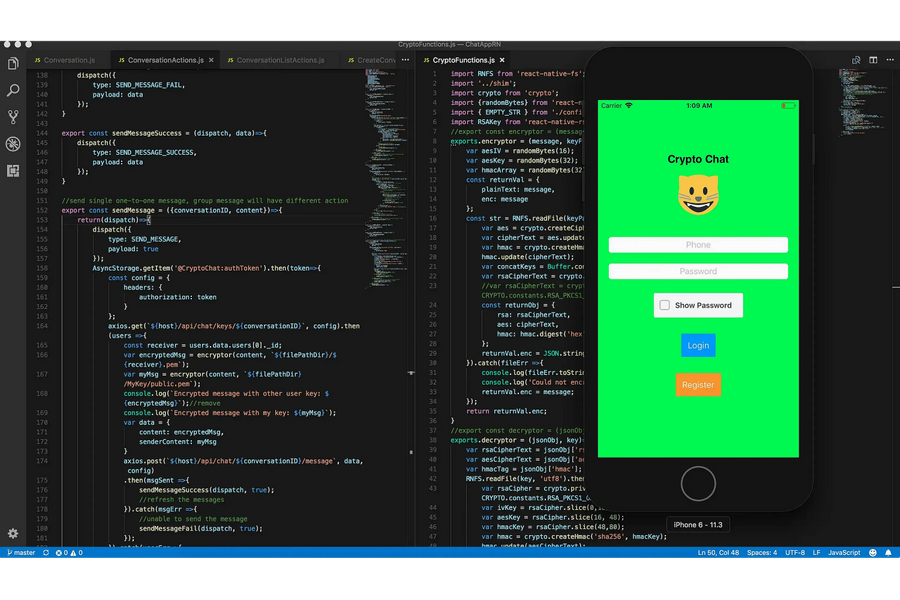 CryptoFunctions.js — ChatAppRN
JS Conversation.js
JS ConversationActions.js ×
JS ConversationListActions.js
JS CreateConv ...
138 dispatch({
139 type: SEND_MESSAGE_FAIL,
140 payload: data
141 });
142 }
143
144 export const sendMessageSuccess = (dispatch, data)=>{
145 dispatch({
146 type: SEND_MESSAGE_SUCCESS,
147 payload: data
148 });
149 }
150
151 //send single one-to-one message, group message will have different action
152 export const sendMessage = ({conversationID, content})=>{
153 return(dispatch)=>{
154 dispatch({
155 type: SEND_MESSAGE,
156 payload: true
157 });
158 AsyncStorage.getItem('@CryptoChat:authToken').then(token=>{
159 const config = {
160 headers: {
161 authorization: token
162 }
163 };
164 axios.get(`${host}/api/chat/keys/${conversationID}`, config).then
(users =>{
165 const receiver = users.data.users[0]._id;
166 var encryptedMsg = encryptor(content, `${filePathDir}/$
{receiver}.pem`);
167 var myMsg = encryptor(content, `${filePathDir}
/MyKey/public.pem`);
168 console.log(`Encrypted message with other user key: $
{encryptedMsg}`);//remove
169 console.log(`Encrypted message with my key: ${myMsg}`);
170 var data = {
171 content: encryptedMsg,
172 senderContent: myMsg
173 }
174 axios.post(`${host}/api/chat/${conversationID}/message`, data,
config)
175 .then(msgSent =>{
176 sendMessageSuccess(dispatch, true);
177 //refresh the messages
178 }).catch(msgErr =>{
179 //unable to send the message
180 sendMessageFail(dispatch, true);
181 });
JS CryptoFunctions.js ×
1 import RNFS from 'react-native-fs';
2 import '../shim';
3 import crypto from 'crypto';
4 import {randomBytes} from 'react-n
5 import { EMPTY_STR } from './confi
6 import RSAKey from 'react-native-rs
7 //export const encryptor = (messag
8 exports.encryptor = (message, keyP
9 var aesIV = randomBytes(16);
10 var aesKey = randomBytes(32);
11 var hmacArray = randomBytes(32
12 const returnVal = {
13 plainText: message,
14 enc: message
15 };
16 const str = RNFS.readFile(keyPa
17 var aes = crypto.createCiph
18 var cipherText = aes.update
19 var hmac = crypto.createHma
20 hmac.update(cipherText);
21 var concatKeys = Buffer.con
22 var rsaCipherText = crypto.
23 //var rsaCipherText = crypt
CRYPTO.constants.RSA_PKCS1_
24 const returnObj = {
25 rsa: rsaCipherText,
26 aes: cipherText,
27 hmac: hmac.digest('hex
28 };
29 returnVal.enc = JSON.string
30 }).catch(fileErr =>{
31 console.log(fileErr.toStrin
32 console.log('Could not encr
33 returnVal.enc = message;
34 });
35 return returnVal.enc;
36 }
37 //export const decryptor = (jsonObj
38 exports.decryptor = (jsonObj, key)=
39 var rsaCipherText = jsonObj['rs
40 var aesCipherText = jsonObj['ae
41 var hmacTag = jsonObj['hmac'];
42 RNFS.readFile(key, 'utf8').then
43 var rsaCipher = crypto.priv
CRYPTO.constants.RSA_PKCS1_O
44 var ivKey = rsaCipher.slice(0,
45 var aesKey = rsaCipher.slice(16, 48);
46 var hmacKey = rsaCipher.slice(48,80);
47 var hmac = crypto.createHmac('sha256', hmacKey);
48 hmac.update(aesCipherText);
Carrier 1:09 AM
Crypto Chat
Phone
Password
Show Password
Login
Register
iPhone 6 - 11.3
master 0 0
Ln 50, Col 48 Spaces: 4 UTF-8 LF JavaScript